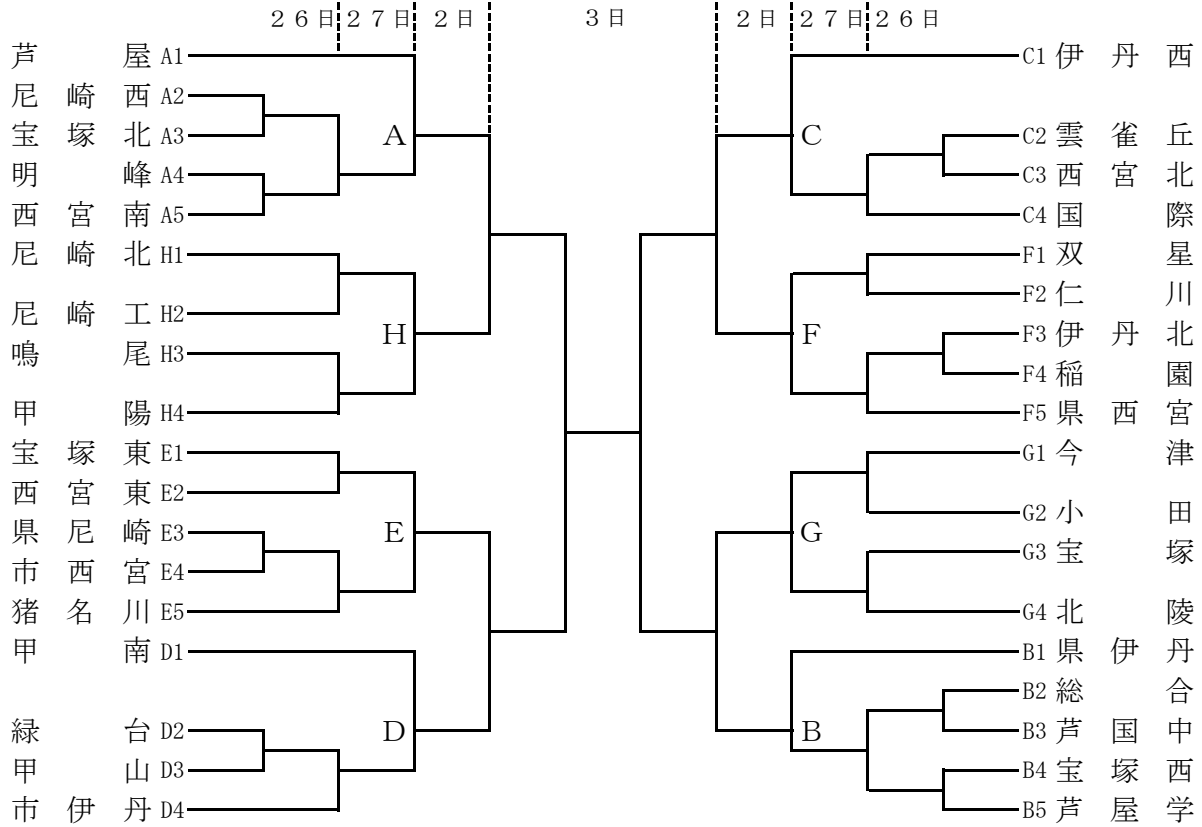 ２６日 ２７日 ２日 ３日 ２日 ２７日 ２６日
芦屋 A1
尼崎西 A2
宝塚北 A3
明峰 A4
西宮南 A5
尼崎北 H1
尼崎工 H2
鳴尾 H3
甲陽 H4
宝塚東 E1
西宮東 E2
県尼崎 E3
市西宮 E4
猪名川 E5
甲南 D1
緑台 D2
甲山 D3
市伊丹 D4
A
H
E
D
C
F
G
B
C1 伊丹西
C2 雲雀丘
C3 西宮北
C4 国際
F1 双星
F2 仁川
F3 伊丹北
F4 稲園
F5 県西宮
G1 今津
G2 小田
G3 宝塚
G4 北陵
B1 県伊丹
B2 総合
B3 芦国中
B4 宝塚西
B5 芦屋学